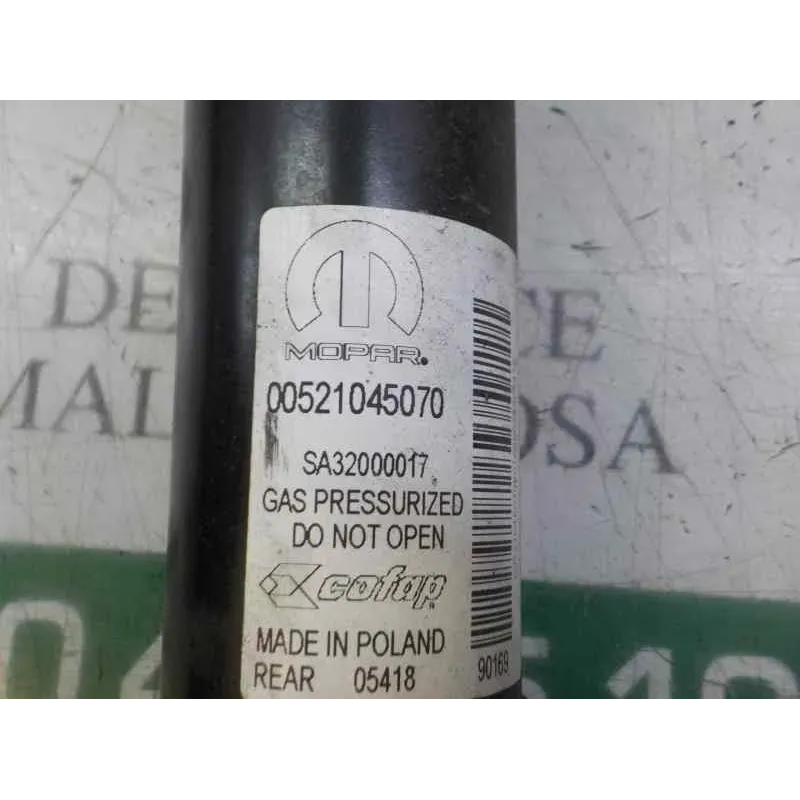 MOPAR®
00521045070
SA32000017
GAS PRESSURIZED
DO NOT OPEN
cofap
MADE IN POLAND
REAR 05418
90169